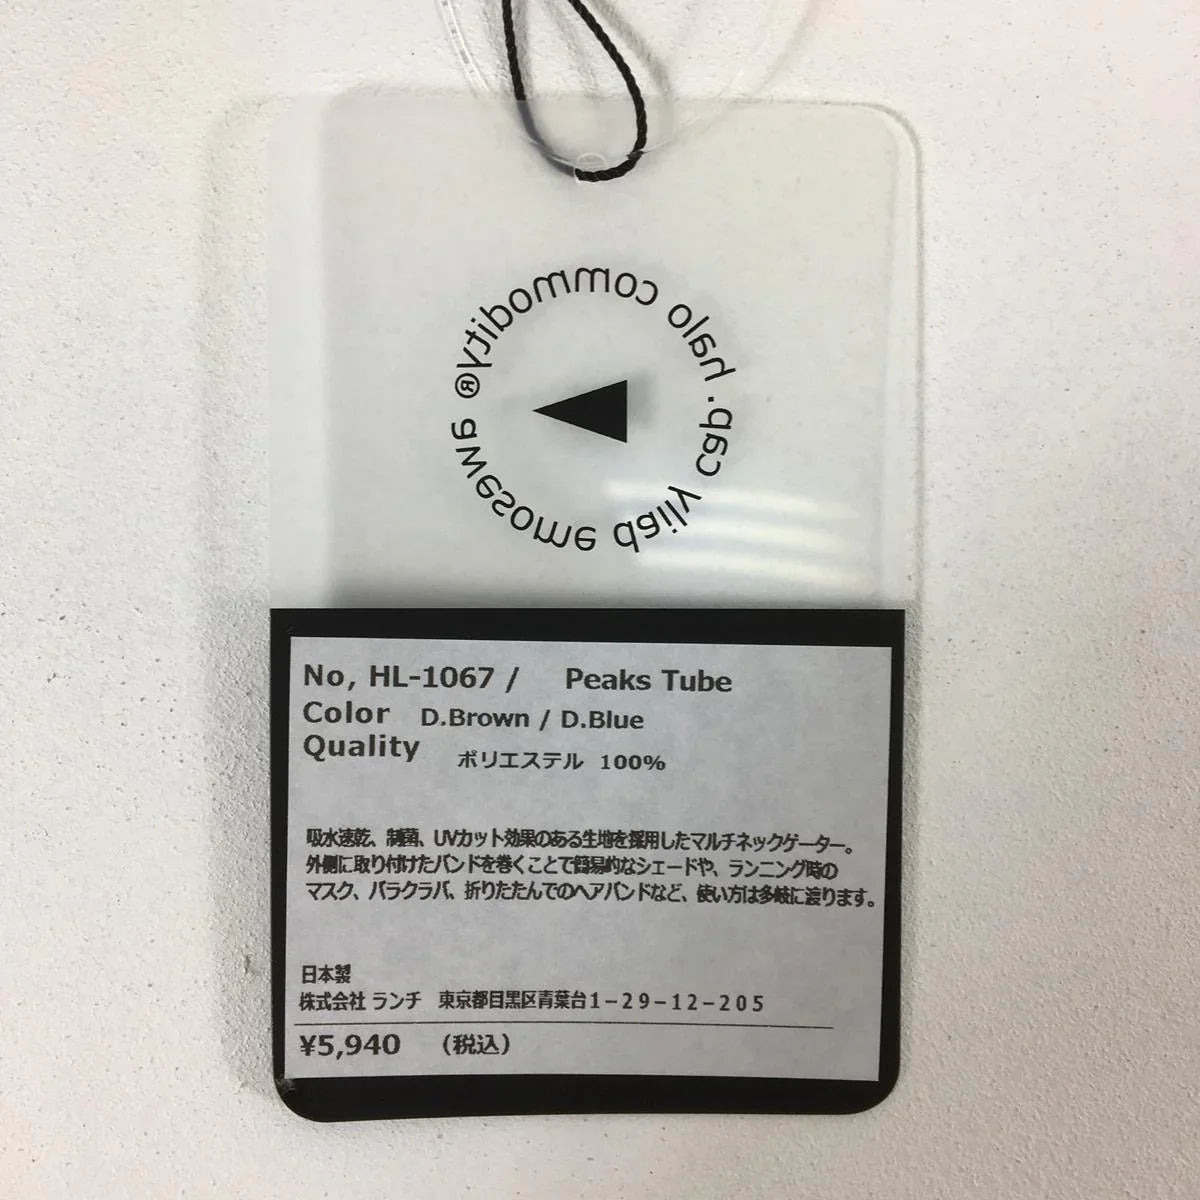 halo commodity® awesome daily cap.
No, HL-1067 / Peaks Tube
Color D.Brown / D.Blue
Quality ポリエステル 100%
吸水速乾、制菌、UVカット効果のある生地を採用したマルチネックゲーター。
外側に取り付けたバンドを巻くことで簡易的なシェードや、ランニング時の
マスク、バラクラバ、折りたたんでのヘアバンドなど、使い方は多岐に渡ります。
日本製
株式会社 ランチ 東京都目黒区青葉台1-29-12-205
¥5,940 (税込)